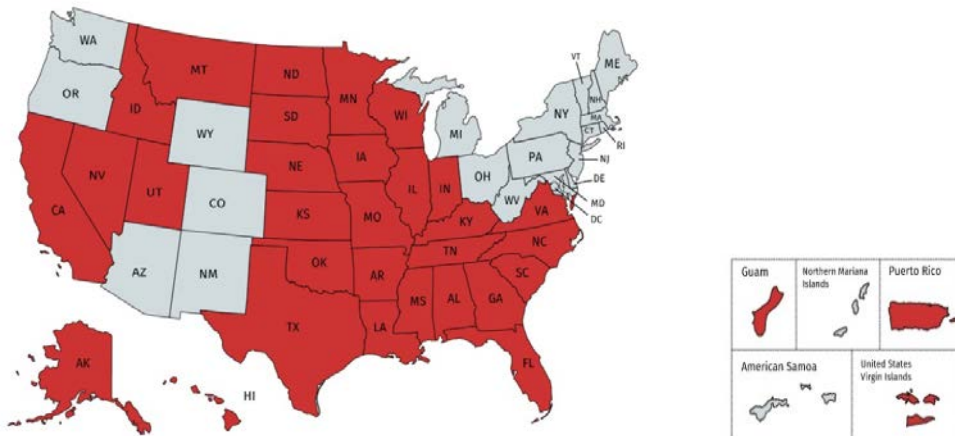 WA
MT
ND
VT
ME
OR
MN
NH
ID
SD
WI
NY
MA
WY
MI
CT
RI
IA
PA
NJ
NE
NV
OH
DE
UT
IL
IN
WV
MD
CO
CA
KS
MO
KY
VA
DC
NC
TN
AZ
OK
NM
AR
SC
MS
AL
GA
TX
LA
FL
AK
HI
Guam
Northern Mariana
Islands
Puerto Rico
American Samoa
United States
Virgin Islands